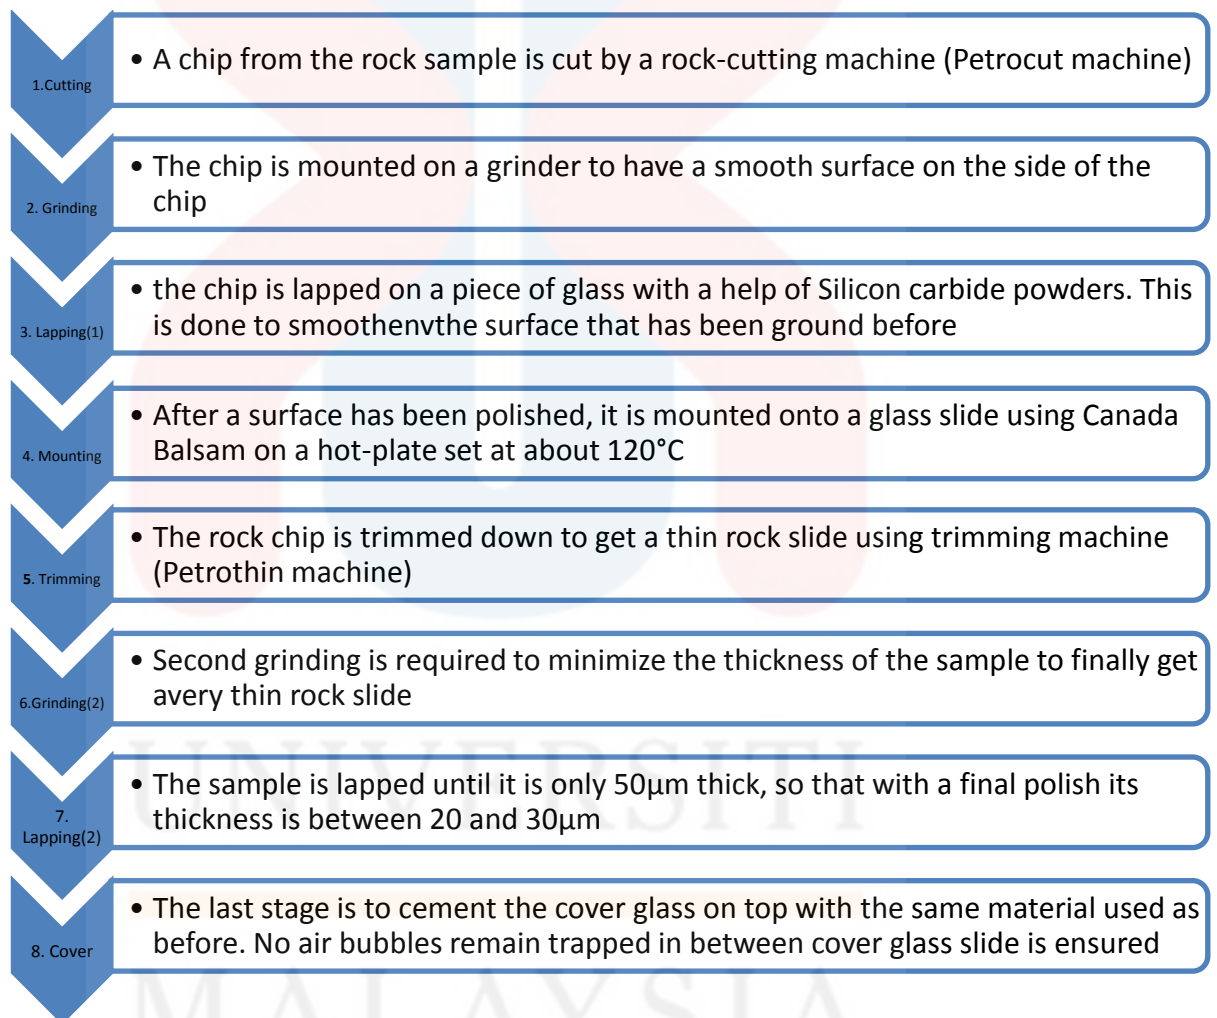 1.Cutting
• A chip from the rock sample is cut by a rock-cutting machine (Petrocut machine)
2. Grinding
• The chip is mounted on a grinder to have a smooth surface on the side of the
chip
3. Lapping(1)
• the chip is lapped on a piece of glass with a help of Silicon carbide powders. This
is done to smoothenvthe surface that has been ground before
4. Mounting
• After a surface has been polished, it is mounted onto a glass slide using Canada
Balsam on a hot-plate set at about 120°C
5. Trimming
• The rock chip is trimmed down to get a thin rock slide using trimming machine
(Petrothin machine)
6.Grinding(2)
• Second grinding is required to minimize the thickness of the sample to finally get
avery thin rock slide
7.
Lapping(2)
• The sample is lapped until it is only 50μm thick, so that with a final polish its
thickness is between 20 and 30μm
8. Cover
• The last stage is to cement the cover glass on top with the same material used as
before. No air bubbles remain trapped in between cover glass slide is ensured
UNIVERSITI
MALAYSIA